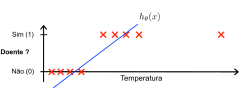 hθ(x)
Sim (1)
Doente ?
Não (0)
Temperatura